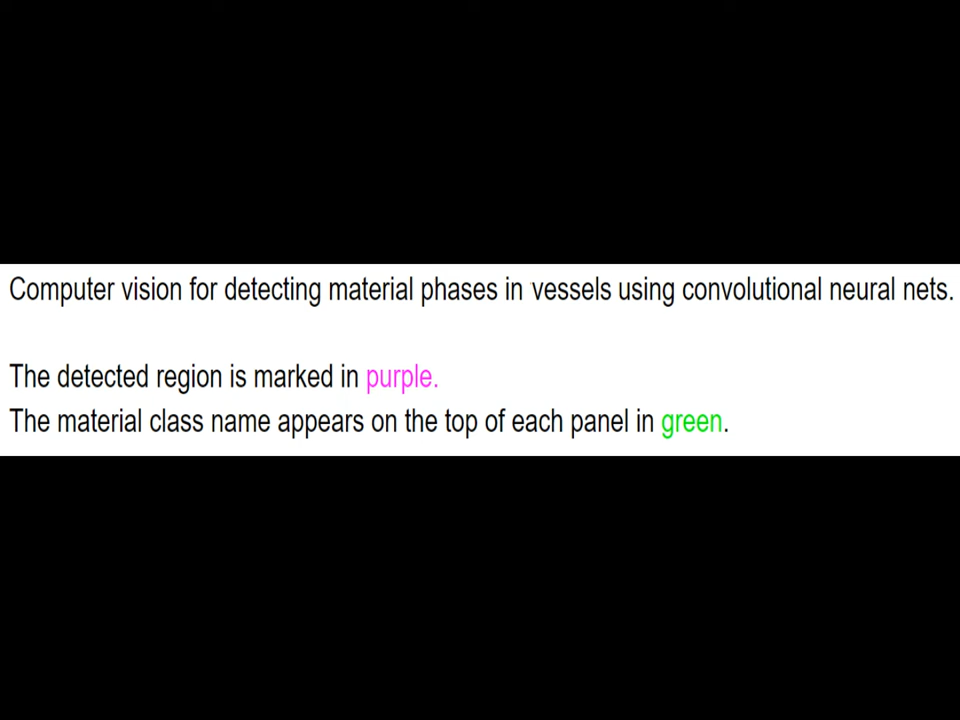 Computer vision for detecting material phases in vessels using convolutional neural nets.
The detected region is marked in purple.
The material class name appears on the top of each panel in green.